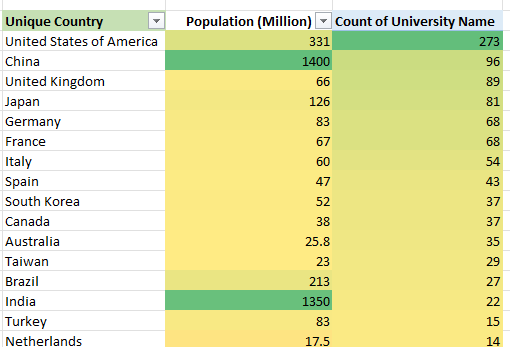 Unique Country Population (Million) Count of University Name
United States of America 331 273
China 1400 96
United Kingdom 66 89
Japan 126 81
Germany 83 68
France 67 68
Italy 60 54
Spain 47 43
South Korea 52 37
Canada 38 37
Australia 25.8 35
Taiwan 23 29
Brazil 213 27
India 1350 22
Turkey 83 15
Netherlands 17.5 14